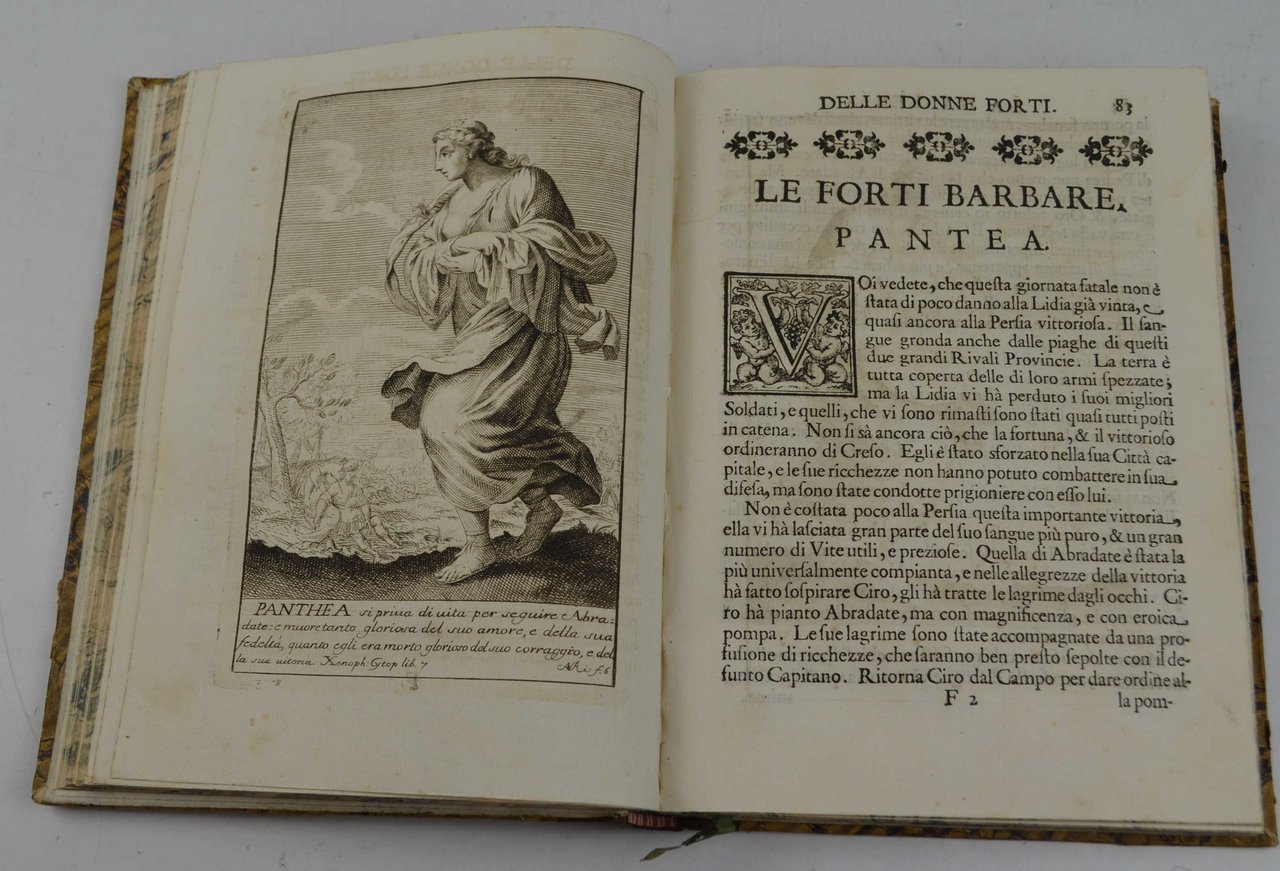 PANTHEA si priua di uita per seguire Abra-
date: e muore tanto gloriosa del suo amore, e della sua
fedeltà, quanto egli era morto glorioso del suo corraggio, e del
la sua uitoria. Xenoph. Gyop lib. 7
f. 6
DELLE DONNE FORTI. 83
LE FORTI BARBARE.
PANTEA.
VOi vedete, che queſta giornata fatale non è
ſtata di poco danno alla Lidia già vinta, e
quaſi ancora alla Perſia vittorioſa. Il ſan-
gue gronda anche dalle piaghe di queſti
due grandi Rivali Provincie. La terra è
tutta coperta delle di loro armi ſpezzate;
ma la Lidia vi hà perduto i ſuoi migliori
Soldati, e quelli, che vi ſono rimaſti ſono ſtati quaſi tutti poſti
in catena. Non ſi sà ancora ciò, che la fortuna, & il vittorioſo
ordineranno di Creſo. Egli è ſtato sforzato nella ſua Città ca-
pitale, e le ſue ricchezze non hanno potuto combattere in ſua
difeſa, ma ſono ſtate condotte prigioniere con eſſo lui.
Non è coſtata poco alla Perſia queſta importante vittoria,
ella vi hà laſciata gran parte del ſuo ſangue più puro, & un gran
numero di Vite utili, e prezioſe. Quella di Abradate è ſtata la
più univerſalmente compianta, e nelle allegrezze della vittoria
hà fatto ſoſpirare Ciro, gli hà tratte le lagrime dagli occhi. Ci-
ro hà pianto Abradate, ma con magnificenza, e con eroica
pompa. Le ſue lagrime ſono ſtate accompagnate da una pro-
fuſione di ricchezze, che ſaranno ben preſto ſepolte con il de-
funto Capitano. Ritorna Ciro dal Campo per dare ordine al-
F 2 la pom-